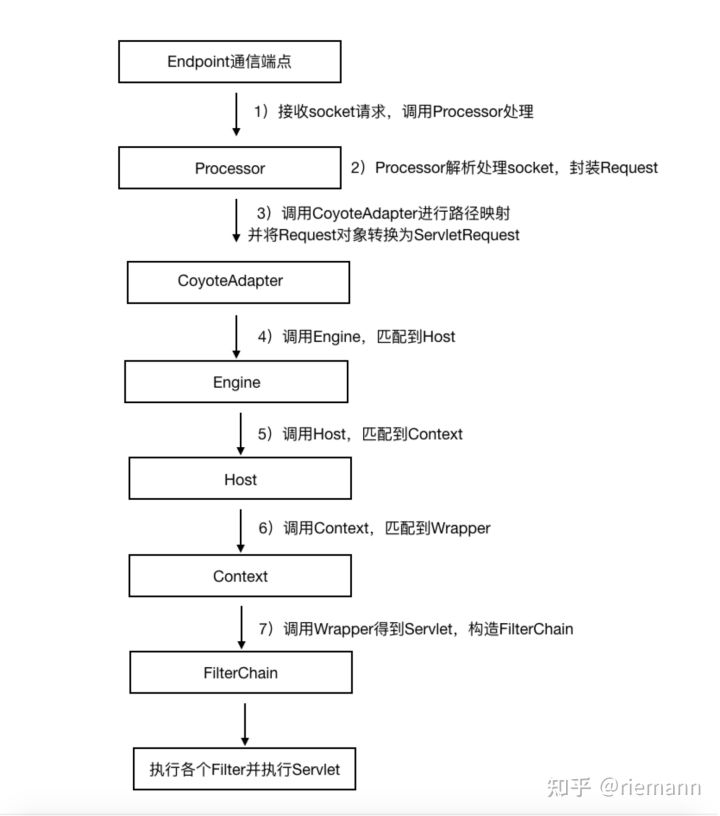 Endpoint通信端点
1）接收socket请求，调用Processor处理
Processor
2）Processor解析处理socket，封装Request
3）调用CoyoteAdapter进行路径映射
并将Request对象转换为ServletRequest
CoyoteAdapter
4）调用Engine，匹配到Host
Engine
5）调用Host，匹配到Context
Host
6）调用Context，匹配到Wrapper
Context
7）调用Wrapper得到Servlet，构造FilterChain
FilterChain
执行各个Filter并执行Servlet
知乎 @riemann